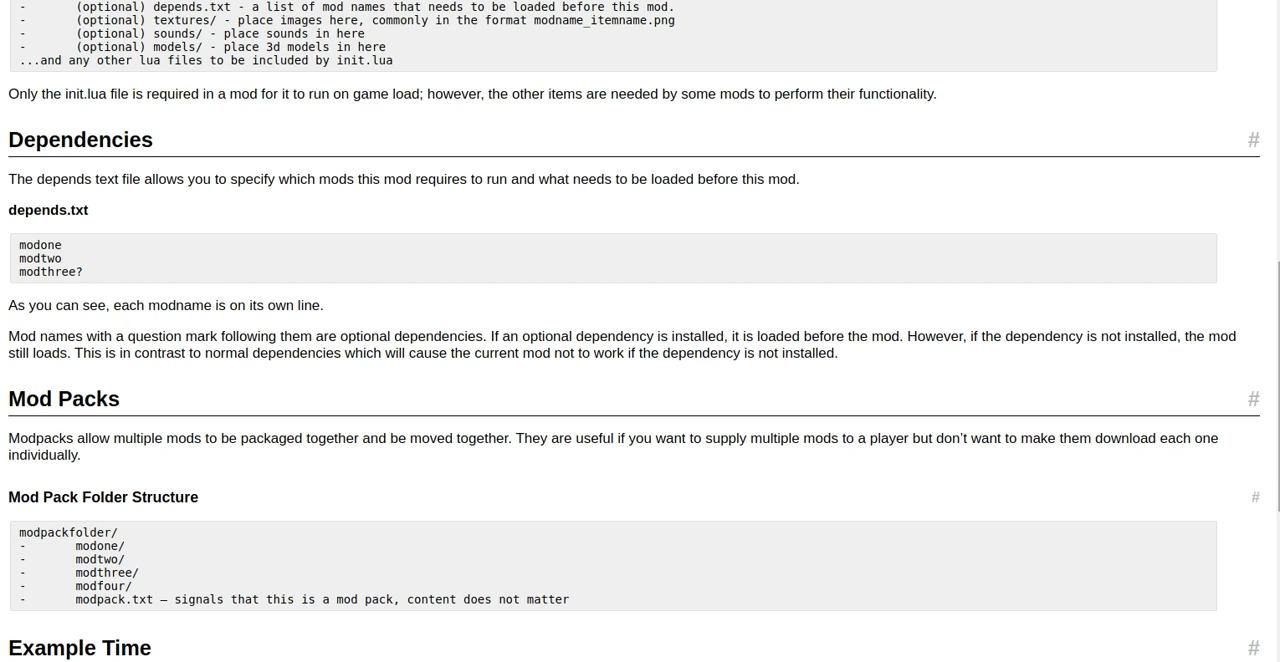 -       (optional) depends.txt - a list of mod names that needs to be loaded before this mod.
-       (optional) textures/ - place images here, commonly in the format modname_itemname.png
-       (optional) sounds/ - place sounds in here
-       (optional) models/ - place 3d models in here
...and any other lua files to be included by init.lua
Only the init.lua file is required in a mod for it to run on game load; however, the other items are needed by some mods to perform their functionality.
Dependencies #
The depends text file allows you to specify which mods this mod requires to run and what needs to be loaded before this mod.
depends.txt
modone
modtwo
modthree?
As you can see, each modname is on its own line.
Mod names with a question mark following them are optional dependencies. If an optional dependency is installed, it is loaded before the mod. However, if the dependency is not installed, the mod
still loads. This is in contrast to normal dependencies which will cause the current mod not to work if the dependency is not installed.
Mod Packs #
Modpacks allow multiple mods to be packaged together and be moved together. They are useful if you want to supply multiple mods to a player but don’t want to make them download each one
individually.
Mod Pack Folder Structure #
modpackfolder/
-       modone/
-       modtwo/
-       modthree/
-       modfour/
-       modpack.txt – signals that this is a mod pack, content does not matter
Example Time #